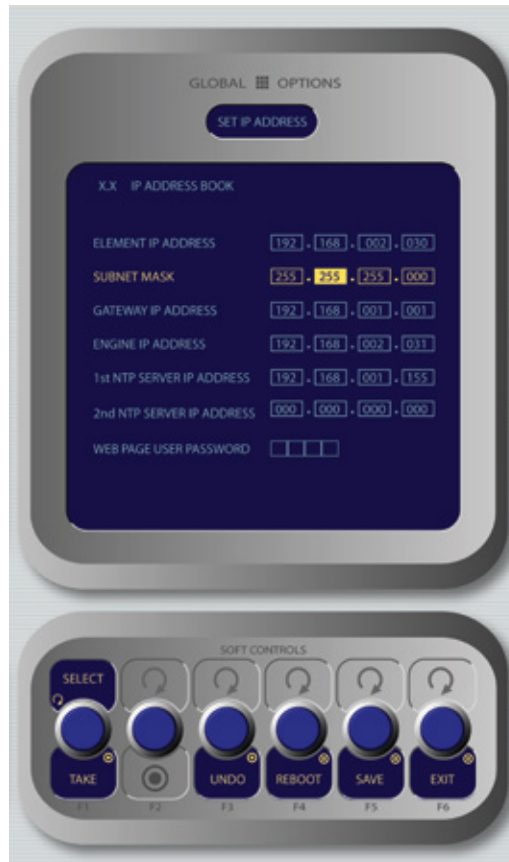 GLOBAL OPTIONS
SET IP ADDRESS
X.X IP ADDRESS BOOK
ELEMENT IP ADDRESS 192 . 168 . 002 . 030
SUBNET MASK 255 . 255 . 255 . 000
GATEWAY IP ADDRESS 192 . 168 . 001 . 001
ENGINE IP ADDRESS 192 . 168 . 002 . 031
1st NTP SERVER IP ADDRESS 192 . 168 . 001 . 155
2nd NTP SERVER IP ADDRESS 000 . 000 . 000 . 000
WEB PAGE USER PASSWORD
SOFT CONTROLS
SELECT
TAKE UNDO REBOOT SAVE EXIT
F1 F2 F3 F4 F5 F6